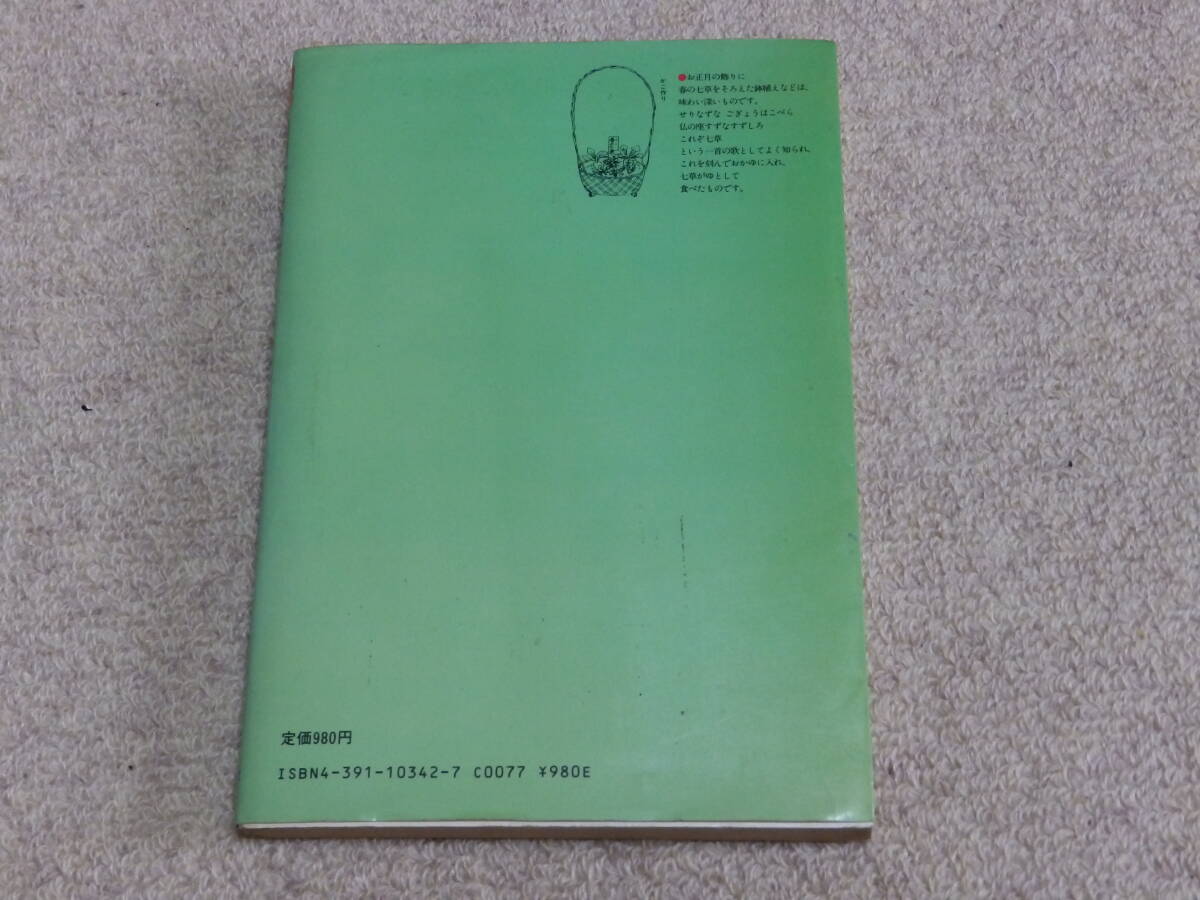 ●お正月の飾りに
春の七草をそろえた鉢植えなどは、
味わい深いものです。
せりなずな ごぎょうはこべら
仏の座すずなすずしろ
これぞ七草
という一首の歌としてよく知られ、
これを刻んでおかゆに入れ、
七草がゆとして
食べたものです。
かご作り
定価980円
ISBN4-391-10342-7 C0077 ¥980E